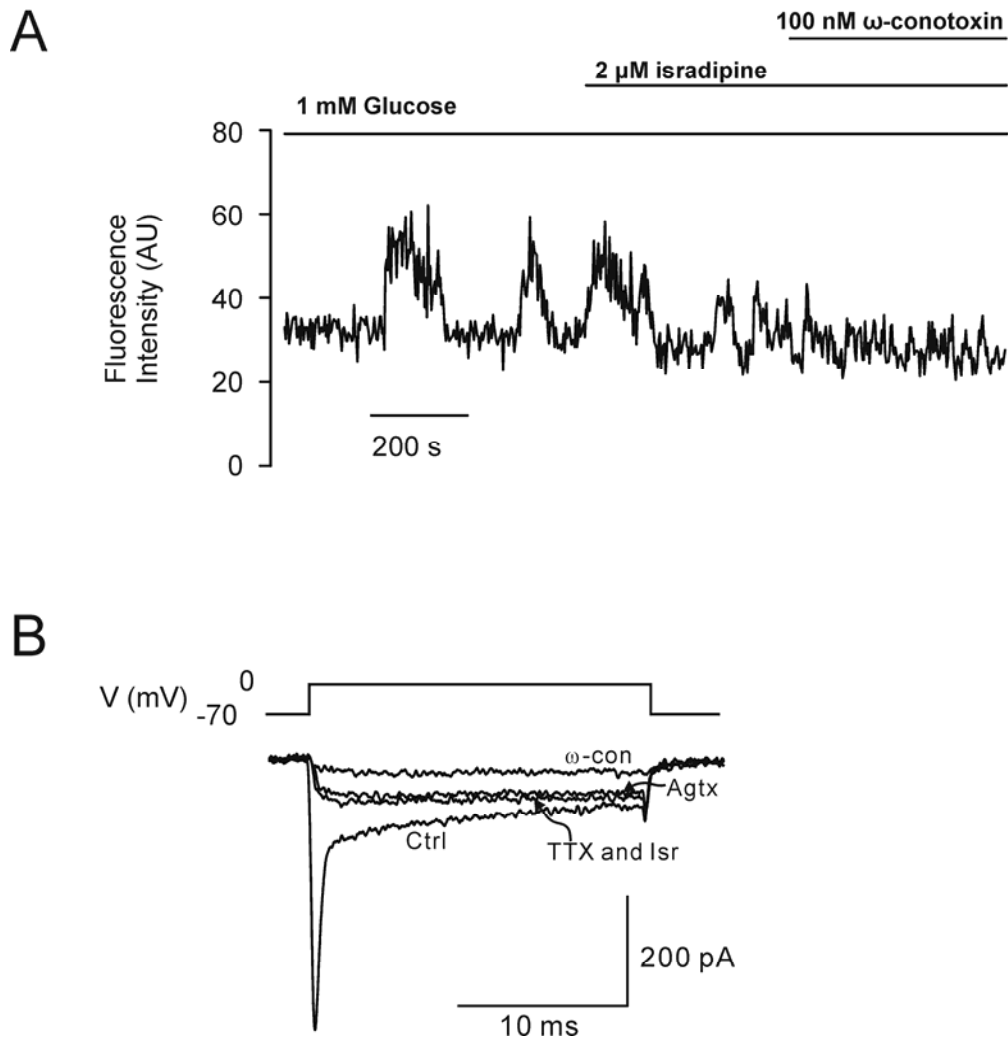 A
100 nM ω-conotoxin
2 µM isradipine
1 mM Glucose
80
60
40
20
0
Fluorescence
Intensity (AU)
200 s
B
V (mV)
0
-70
ω-con
Agtx
Ctrl
TTX and Isr
200 pA
10 ms